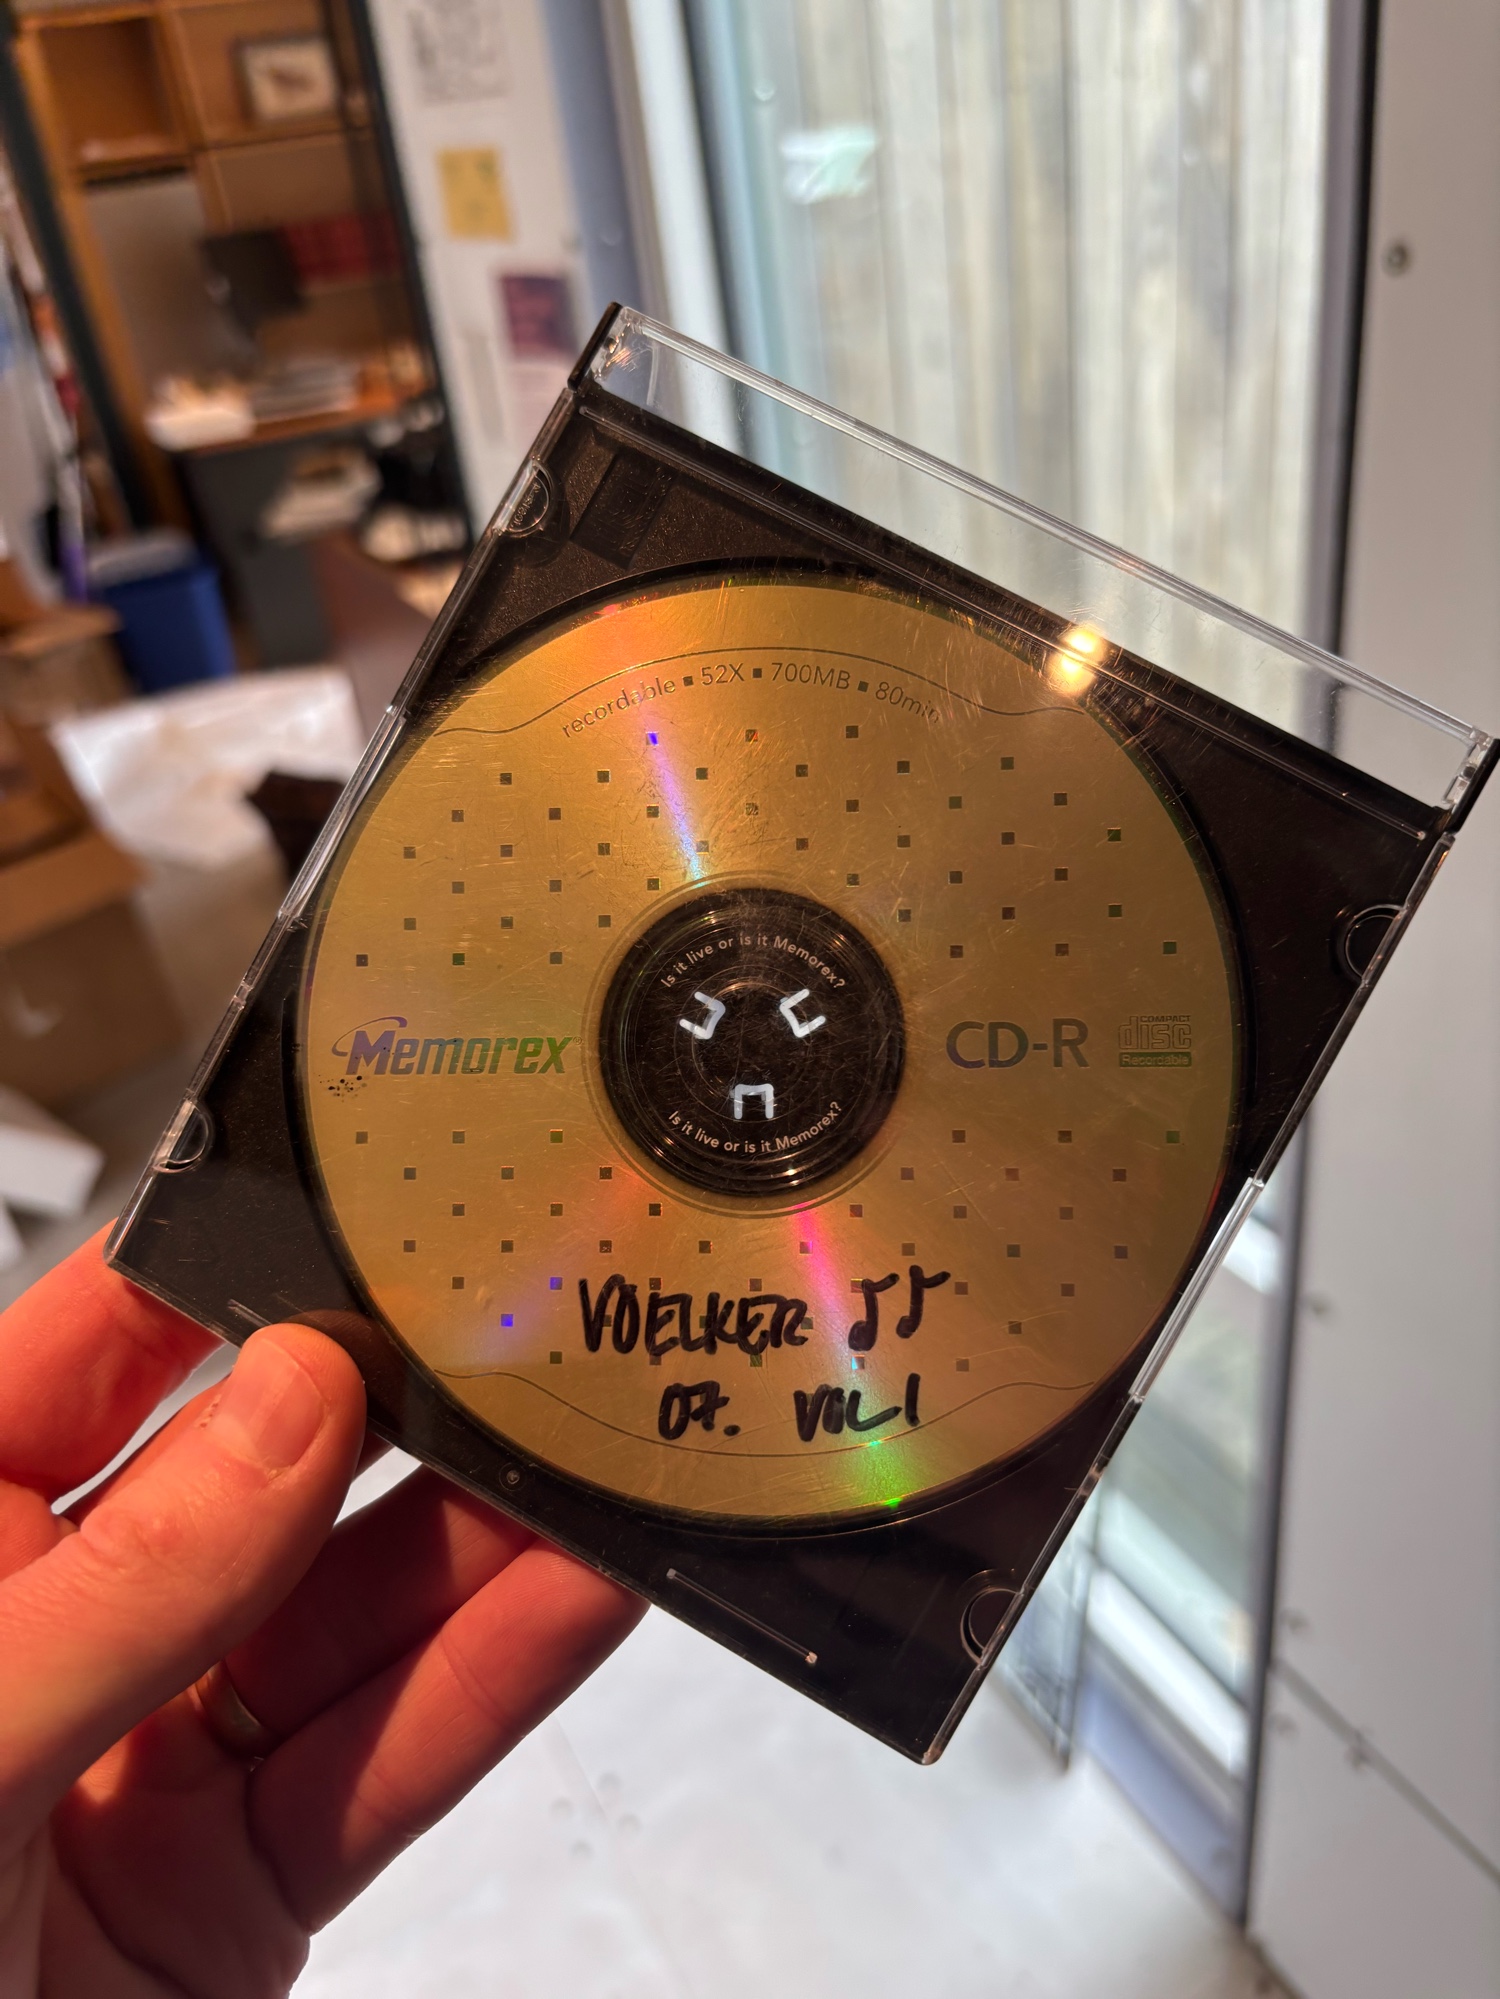 recordable ▪ 52X ▪ 700MB ▪ 80min
Is it live or is it Memorex?
Memorex®
CD-R
COMPACT
disc
Recordable
Is it live or is it Memorex?
VOELKER ♪♪
07. VOL 1